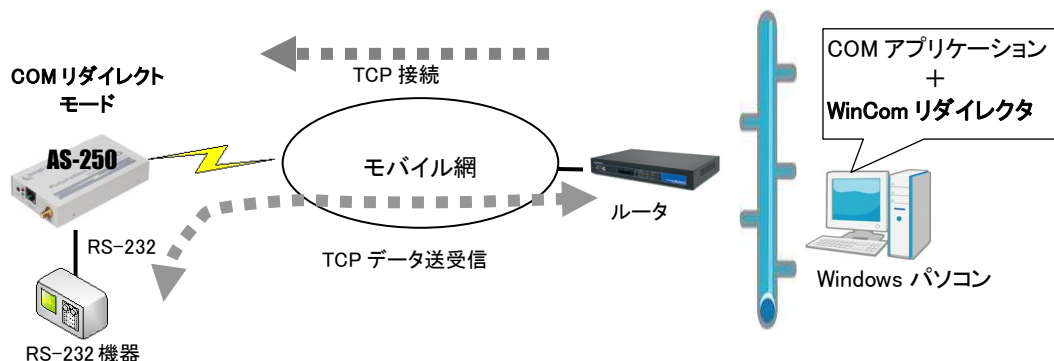 TCP 接続
COM リダイレクト
モード
AS-250
RS-232
RS-232 機器
モバイル網
TCP データ送受信
ルータ
COM アプリケーション
＋
WinCom リダイレクタ
Windows パソコン